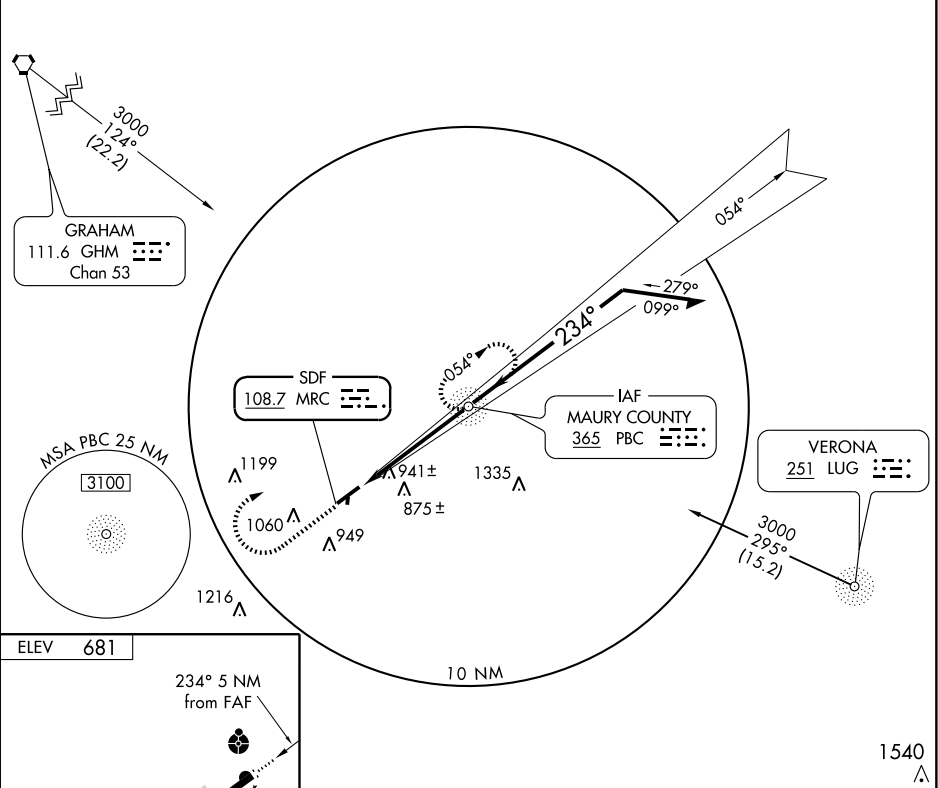 3000
124°
(22.2)
GRAHAM
111.6 GHM
Chan 53
054°
279°
099°
234°
054°
SDF
108.7 MRC
IAF
MAURY COUNTY
365 PBC
VERONA
251 LUG
MSA PBC 25 NM
3100
1199
941±
1335
875±
1060
949
3000
295°
(15.2)
1216
10 NM
ELEV 681
234° 5 NM
from FAF
1540